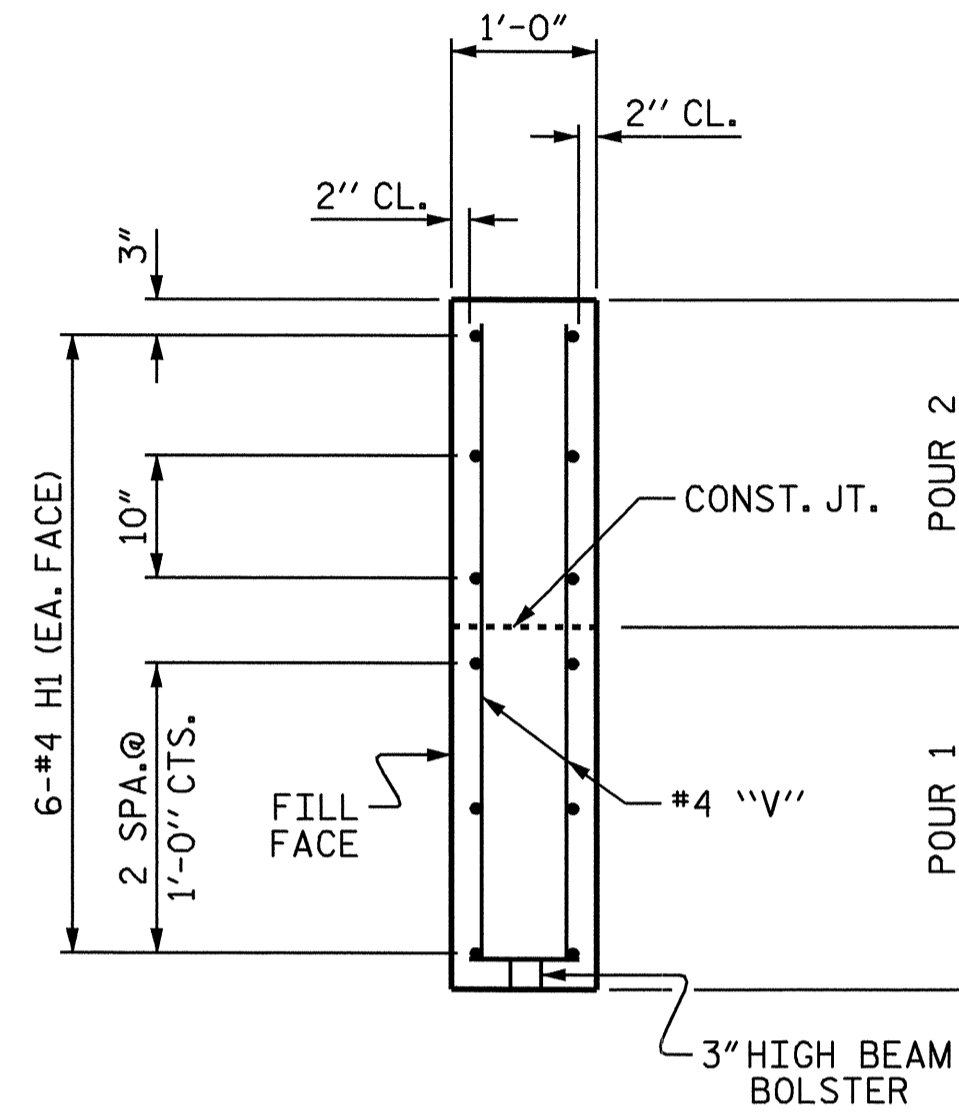 1'-0"
2" CL.
2" CL.
3"
10"
6-#4 H1 (EA. FACE)
2 SPA.@
1'-0" CTS.
CONST. JT.
POUR 2
FILL
FACE
#4 "V"
POUR 1
3" HIGH BEAM
BOLSTER